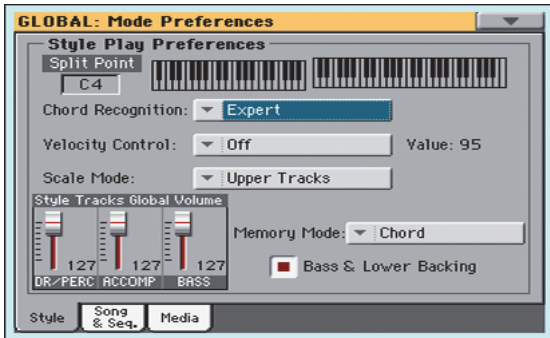 GLOBAL: Mode Preferences
Style Play Preferences
Split Point
C4
Chord Recognition: Expert
Velocity Control: Off Value: 95
Scale Mode: Upper Tracks
Style Tracks Global Volume
Memory Mode: Chord
127 127 127
Bass & Lower Backing
DR/PERC ACCOMP BASS
Style Song & Seq. Media